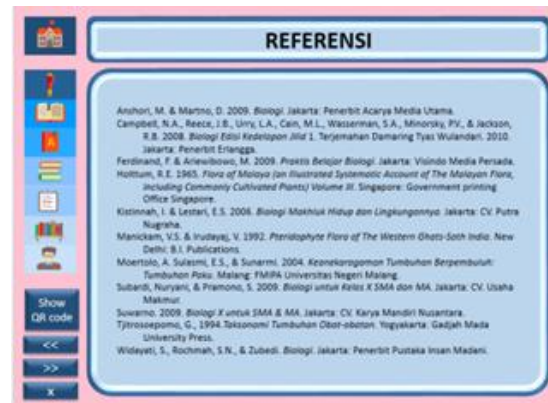 REFERENSI
Anshori, M. & Martno, D. 2009. Biologi. Jakarta: Penerbit Acarya Media Utama.
Campbell, N.A., Reece, J.B., Urry, L.A., Cain, M.L., Wasserman, S.A., Minorsky, P.V., & Jackson,
R.B. 2008. Biologi Edisi Kedelapan Jilid 1. Terjemahan Damaring Tyas Wulandari. 2010.
Jakarta: Penerbit Erlangga.
Ferdinand, F. & Ariewibowo, M. 2009. Praktis Belajar Biologi. Jakarta: Visindo Media Persada.
Holttum, R.E. 1965. Flora of Malaya (an Illustrated Systematic Account of The Malayan Flora,
Including Commonly Cultivated Plants) Volume III. Singapore: Government printing
Office Singapore.
Kistinnah, I. & Lestari, E.S. 2006. Biologi Makhluk Hidup dan Lingkungannya. Jakarta: CV. Putra
Nugraha.
Manickam, V.S. & Irudayaj, V. 1992. Pteridophyte Flora of The Western Ghats-Soth India. New
Delhi: B.I. Publications.
Moertolo, A. Sulasmi, E.S., & Sunarmi. 2004. Keanekaragaman Tumbuhan Berpembuluh:
Tumbuhan Paku. Malang: FMIPA Universitas Negeri Malang.
Subardi, Nuryani, & Pramono, S. 2009. Biologi untuk Kelas X SMA dan MA. Jakarta: CV. Usaha
Makmur.
Suwarno. 2009. Biologi X untuk SMA & MA. Jakarta: CV. Karya Mandiri Nusantara.
Tjitrosoepomo, G., 1994. Taksonomi Tumbuhan Obat-obatan. Yogyakarta: Gadjah Mada
University Press.
Widayati, S., Rochmah, S.N., & Zubedi. Biologi. Jakarta: Penerbit Pustaka Insan Madani.
Show
QR code
<<
>>
x